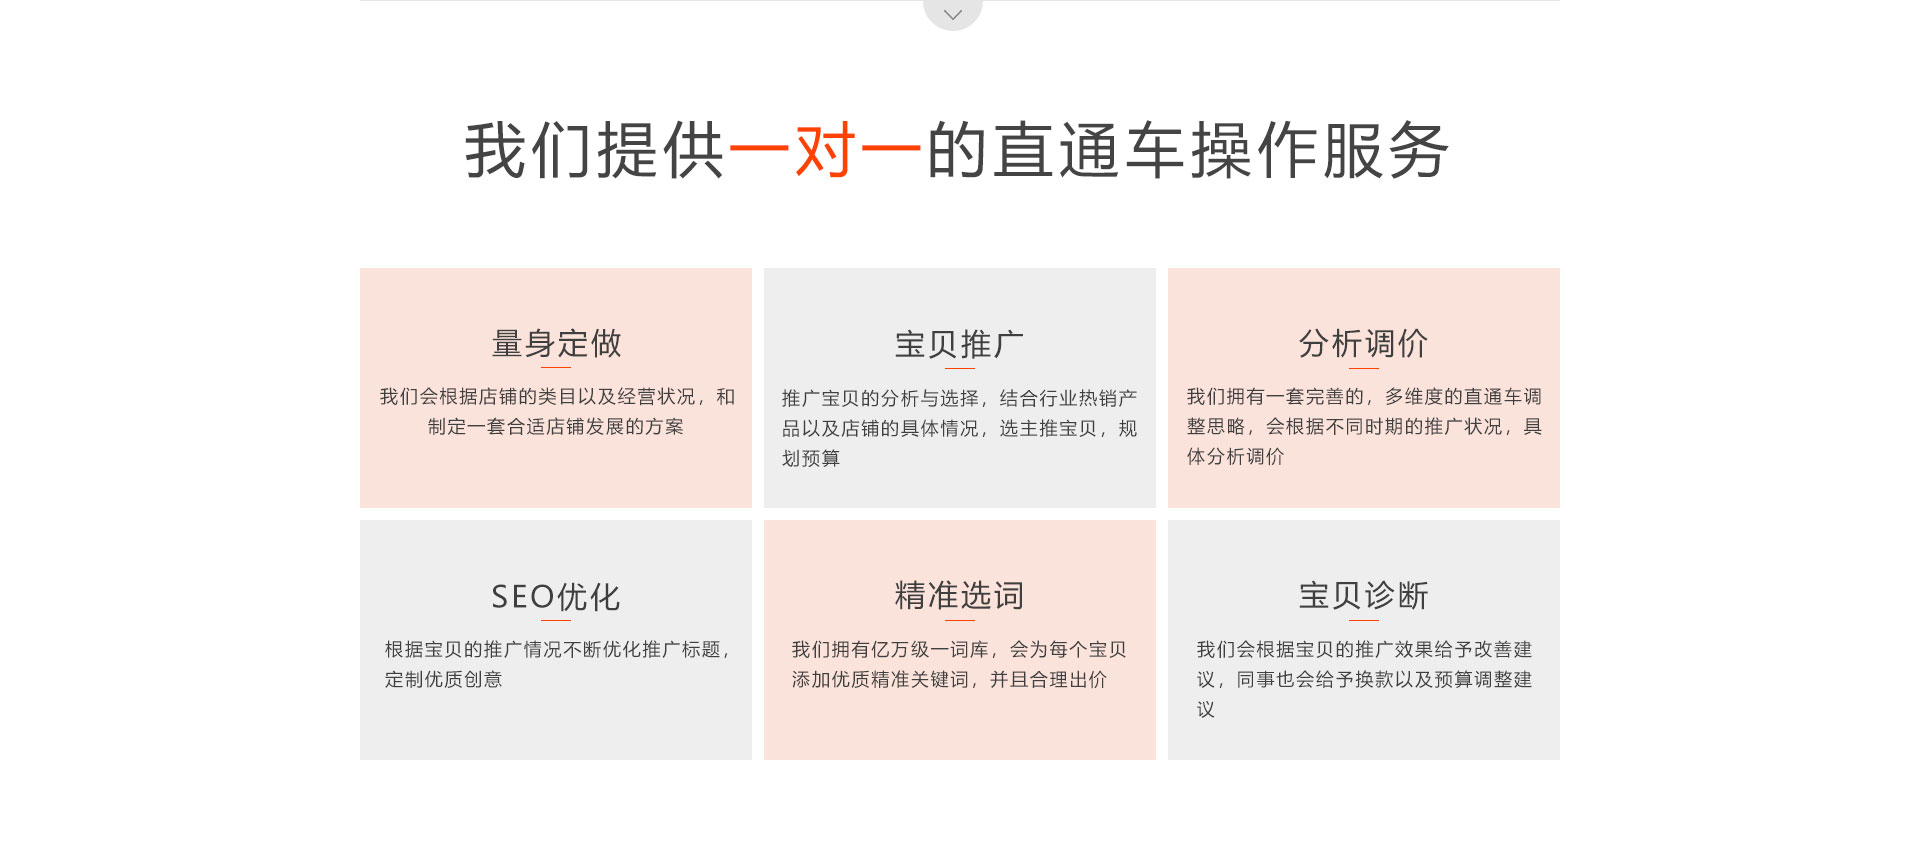 我们提供一对一的直通车操作服务
量身定做
我们会根据店铺的类目以及经营状况，和
制定一套合适店铺发展的方案
宝贝推广
推广宝贝的分析与选择，结合行业热销产
品以及店铺的具体情况，选主推宝贝，规
划预算
分析调价
我们拥有一套完善的，多维度的直通车调
整思略，会根据不同时期的推广状况，具
体分析调价
SEO优化
根据宝贝的推广情况不断优化推广标题，
定制优质创意
精准选词
我们拥有亿万级一词库，会为每个宝贝
添加优质精准关键词，并且合理出价
宝贝诊断
我们会根据宝贝的推广效果给予改善建
议，同事也会给予换款以及预算调整建
议